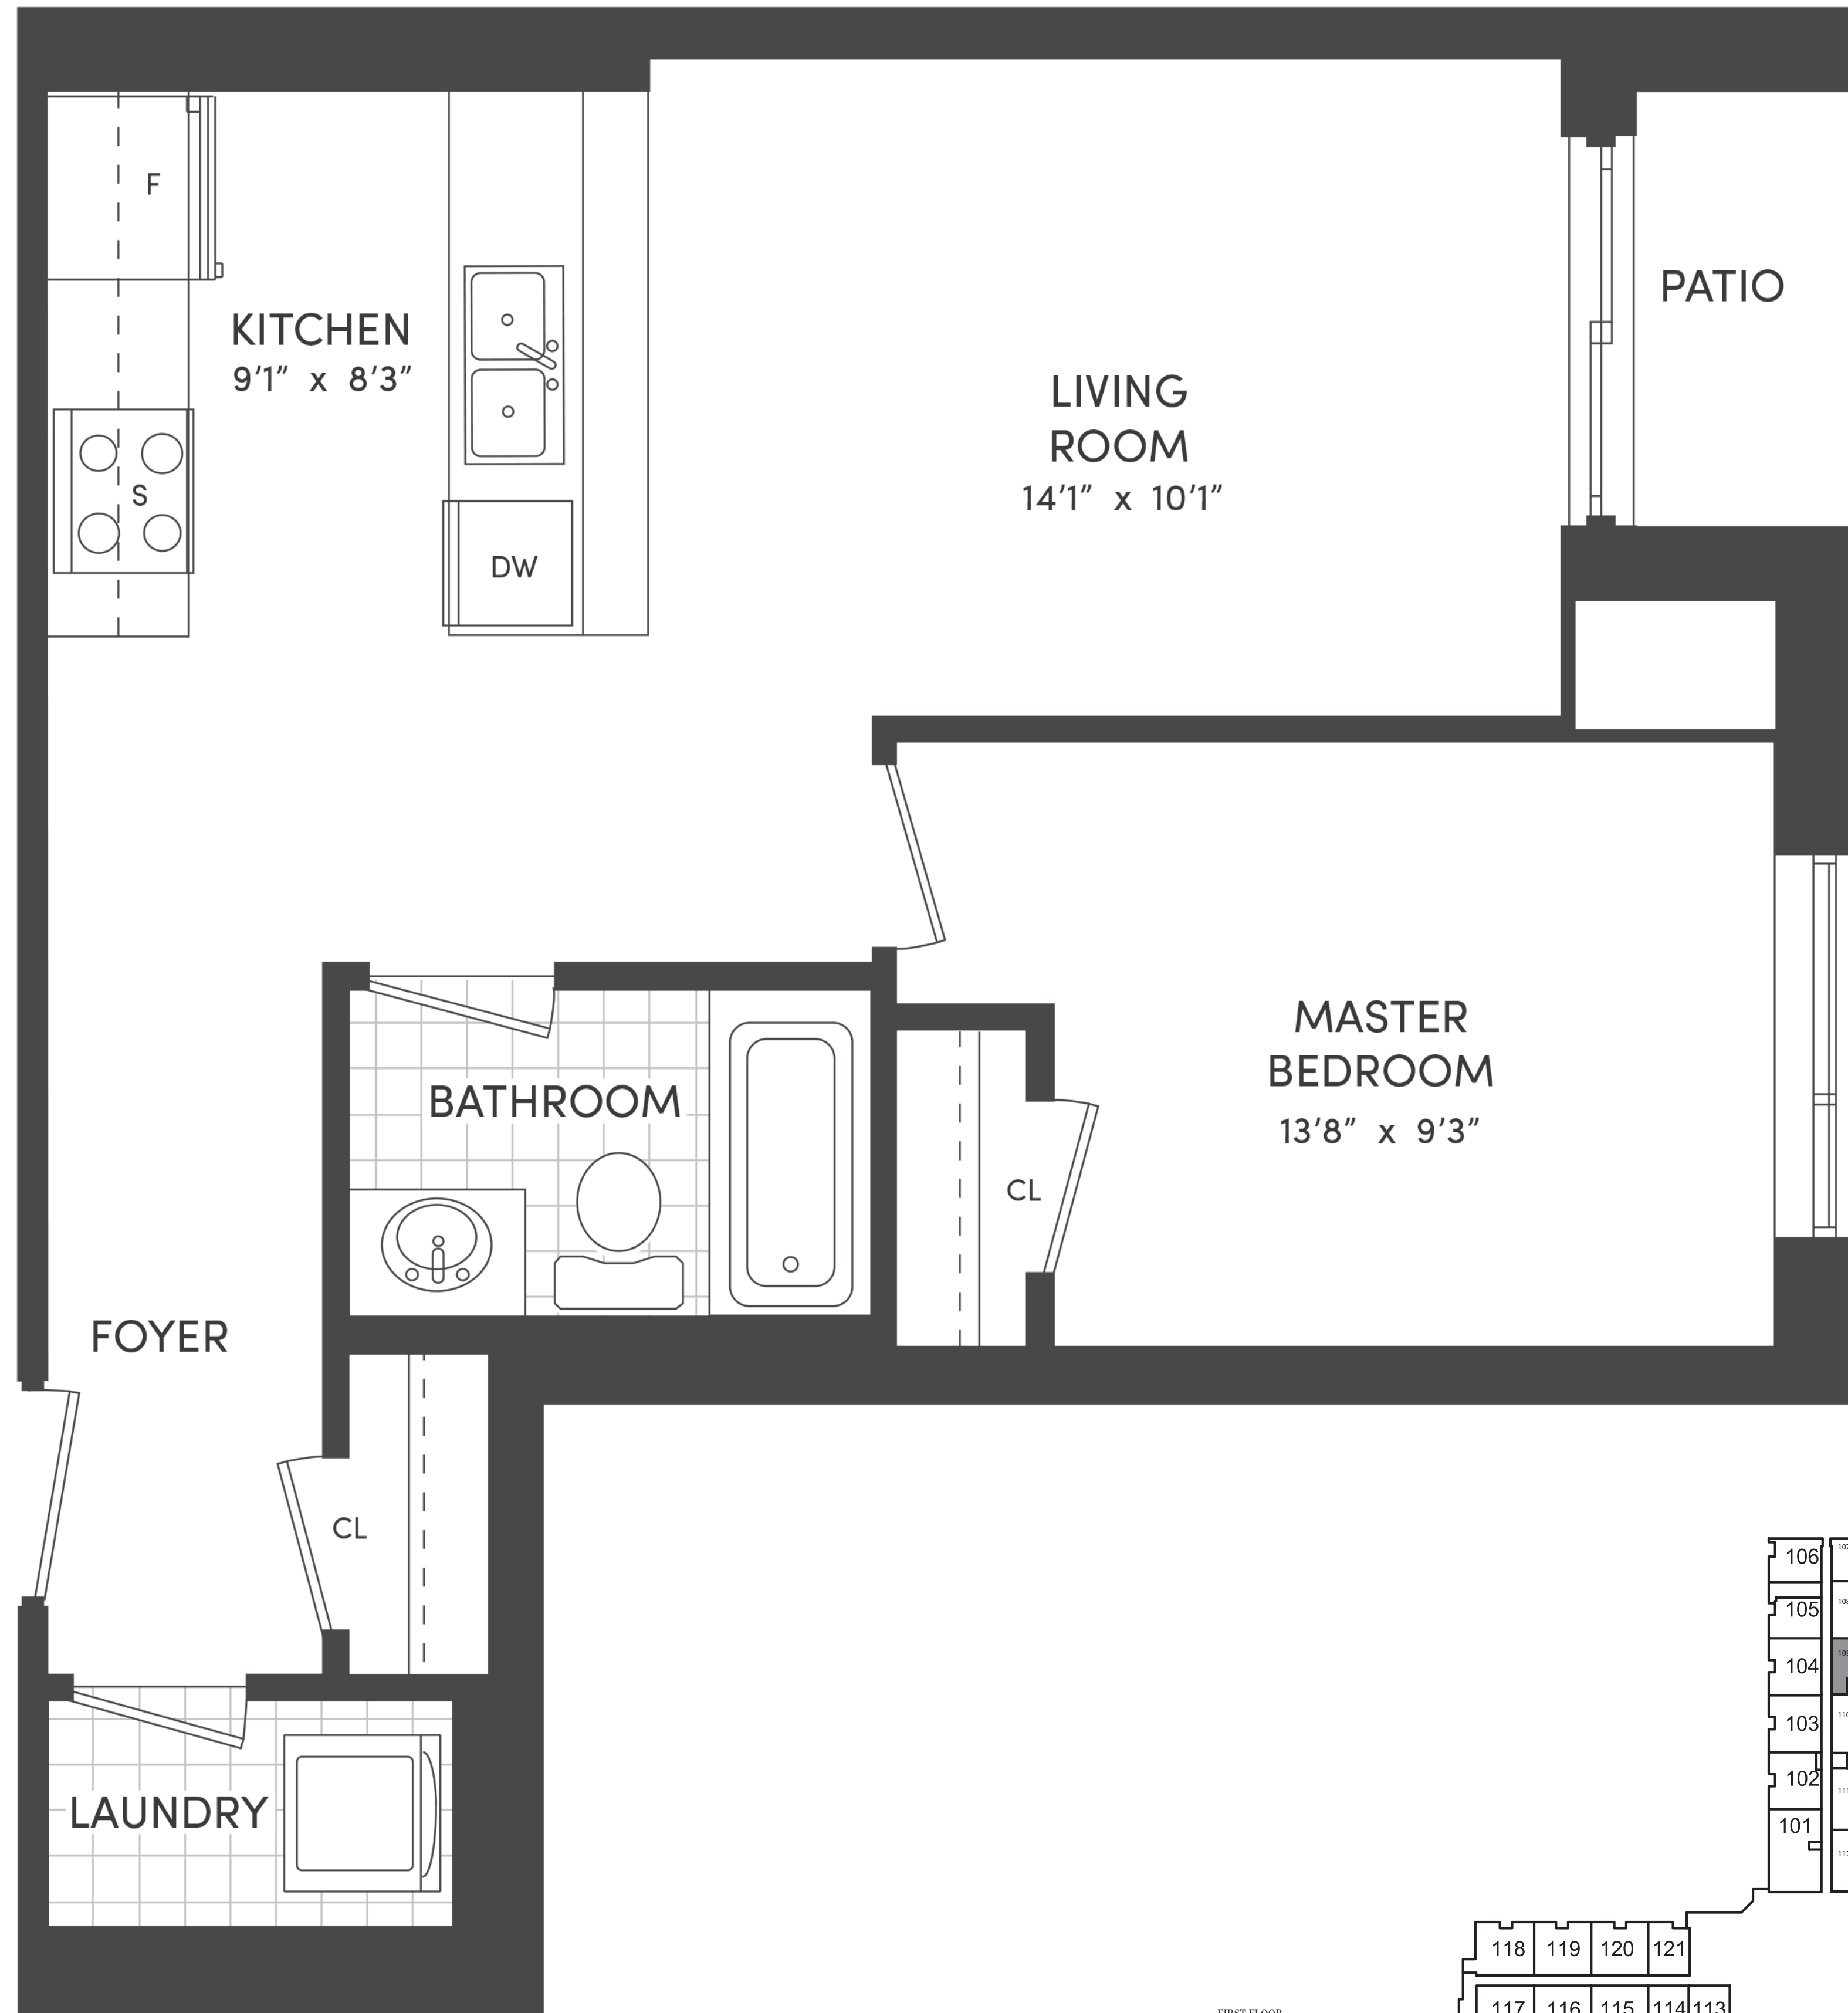 F
KITCHEN
9'1" x 8'3"
S
DW
LIVING
ROOM
14'1" x 10'1"
PATIO
BATHROOM
MASTER
BEDROOM
13'8" x 9'3"
CL
FOYER
CL
LAUNDRY
106
105
104
103
102
101
118 119 120 121
117 116 115 114 113
FIRST FLOOR